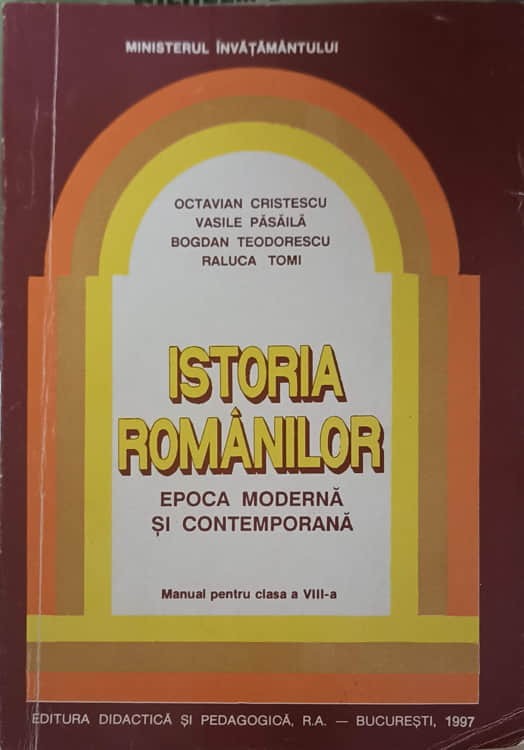 MINISTERUL ÎNVĂȚĂMÂNTULUI
OCTAVIAN CRISTESCU
VASILE PĂSĂILĂ
BOGDAN TEODORESCU
RALUCA TOMI
ISTORIA
ROMÂNILOR
EPOCA MODERNĂ
ȘI CONTEMPORANĂ
Manual pentru clasa a VIII-a
EDITURA DIDACTICĂ ȘI PEDAGOGICĂ, R.A. — BUCUREȘTI, 1997